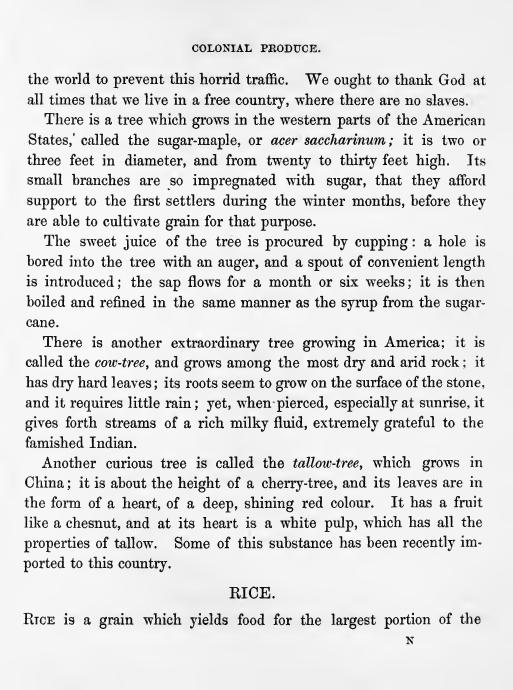 COLONIAL PRODUCE.
the world to prevent this horrid traffic. We ought to thank God at
all times that we live in a free country, where there are no slaves.
There is a tree which grows in the western parts of the American
States, called the sugar-maple, or acer saccharinum; it is two or
three feet in diameter, and from twenty to thirty feet high. Its
small branches are so impregnated with sugar, that they afford
support to the first settlers during the winter months, before they
are able to cultivate grain for that purpose.
The sweet juice of the tree is procured by cupping: a hole is
bored into the tree with an auger, and a spout of convenient length
is introduced; the sap flows for a month or six weeks; it is then
boiled and refined in the same manner as the syrup from the sugar-
cane.
There is another extraordinary tree growing in America; it is
called the cow-tree, and grows among the most dry and arid rock; it
has dry hard leaves; its roots seem to grow on the surface of the stone,
and it requires little rain; yet, when pierced, especially at sunrise, it
gives forth streams of a rich milky fluid, extremely grateful to the
famished Indian.
Another curious tree is called the tallow-tree, which grows in
China; it is about the height of a cherry-tree, and its leaves are in
the form of a heart, of a deep, shining red colour. It has a fruit
like a chesnut, and at its heart is a white pulp, which has all the
properties of tallow. Some of this substance has been recently im-
ported to this country.
RICE.
RICE is a grain which yields food for the largest portion of the
N